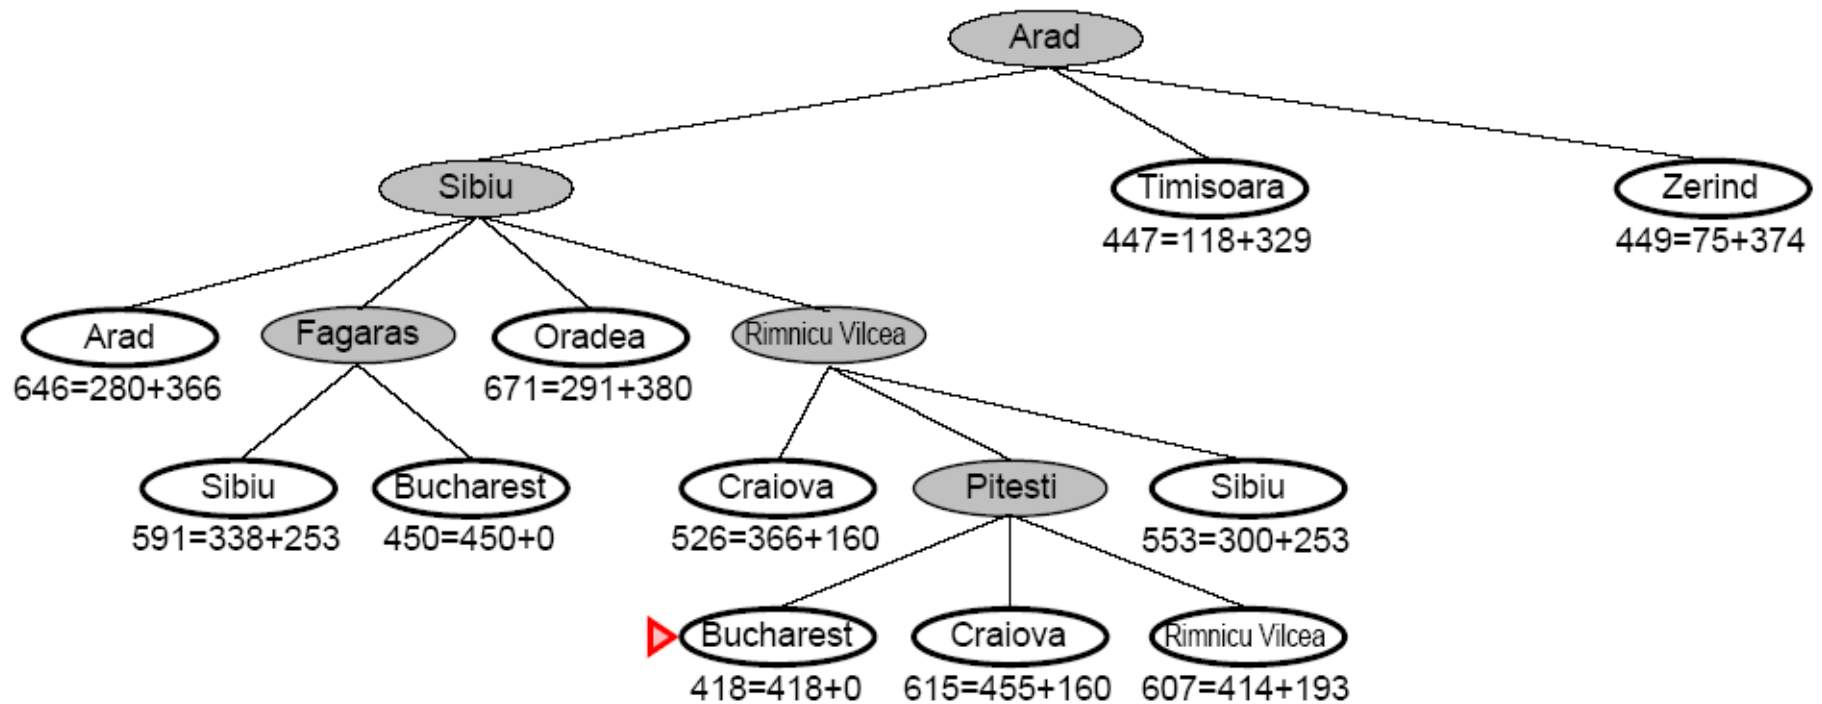 Arad
Sibiu
Timisoara
Zerind
447=118+329
449=75+374
Arad
Fagaras
Oradea
Rimnicu Vilcea
646=280+366
671=291+380
Sibiu
Bucharest
Craiova
Pitesti
Sibiu
591=338+253
450=450+0
526=366+160
553=300+253
Bucharest
Craiova
Rimnicu Vilcea
418=418+0
615=455+160
607=414+193